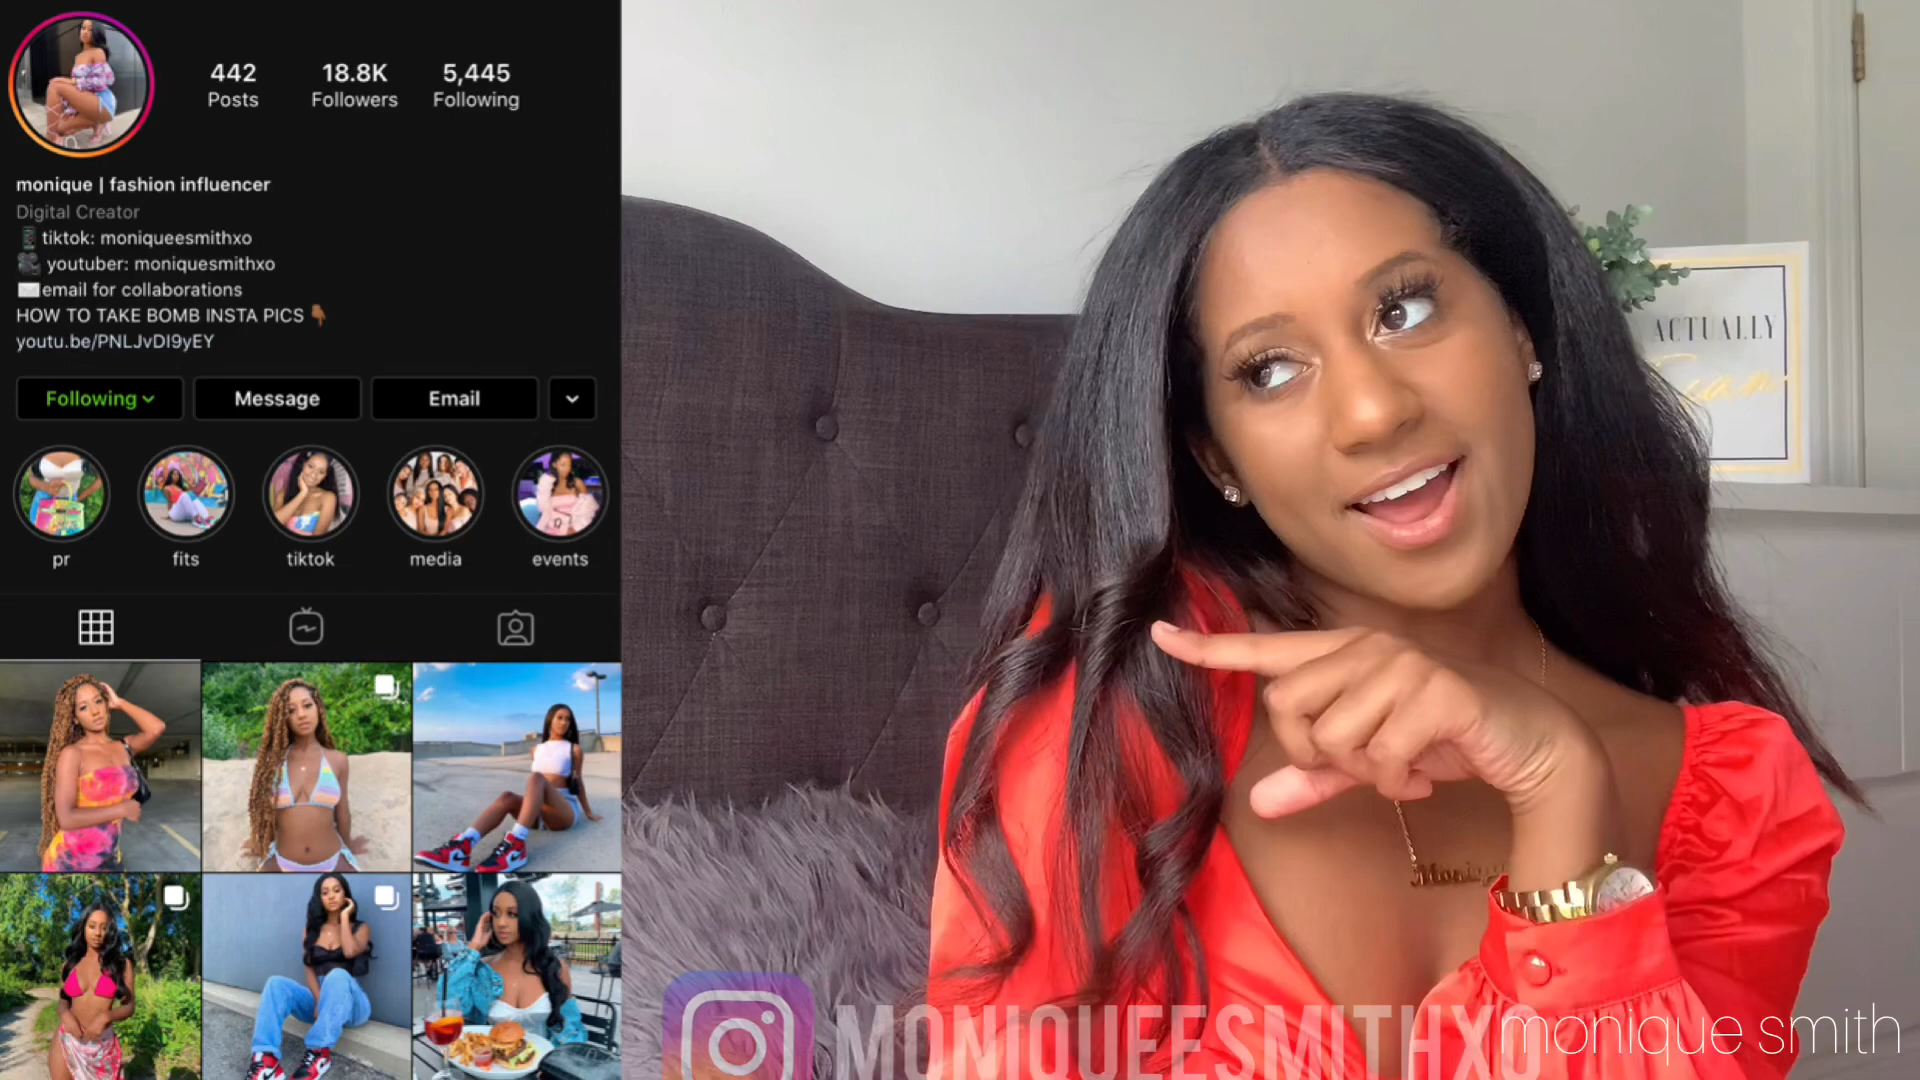 442
Posts
18.8K
Followers
5,445
Following
monique | fashion influencer
Digital Creator
tiktok: moniqueesmithxo
youtuber: moniquesmithxo
email for collaborations
HOW TO TAKE BOMB INSTA PICS
youtu.be/PNLJvDI9yEY
Following
Message
Email
pr
fits
tiktok
media
events
ACTUALLY
MONIQUEESMITHXO
monique smith